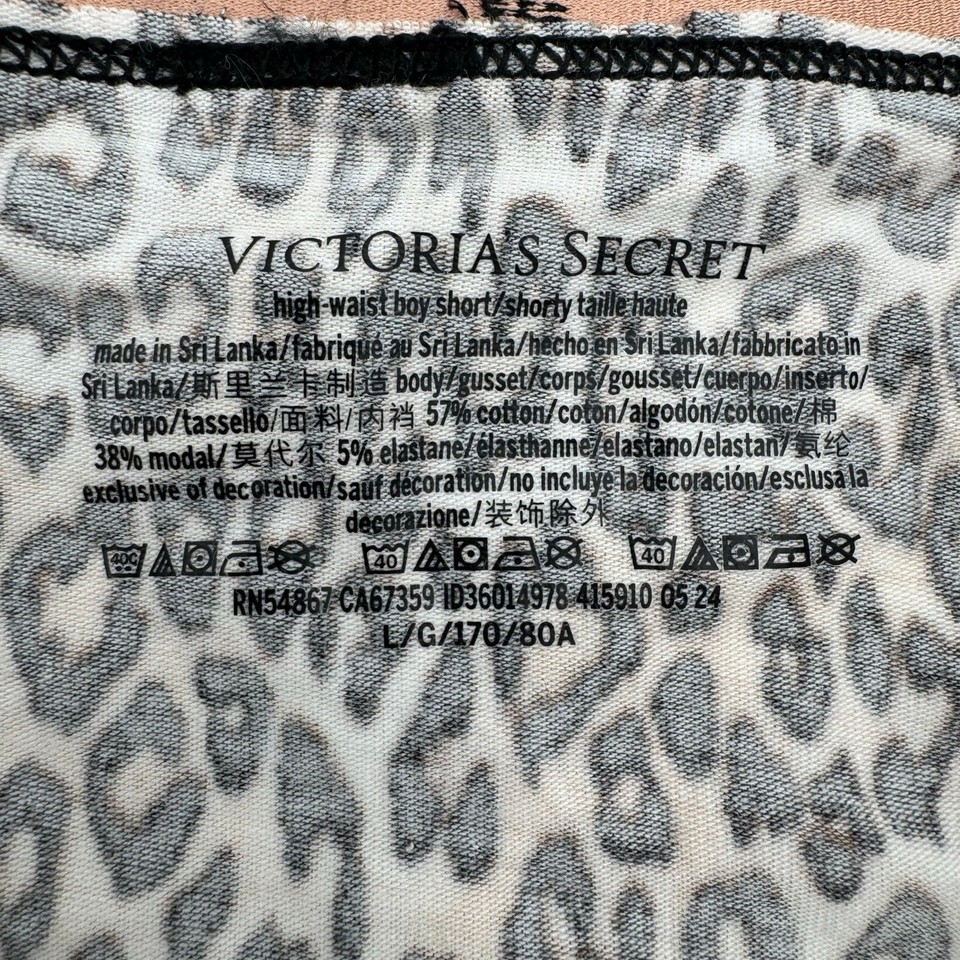 VICTORIA'S SECRET
high-waist boy short/shorty taille haute
made in Sri Lanka/fabriqué au Sri Lanka/hecho en Sri Lanka/fabbricato in
Sri Lanka/斯里兰卡制造 body/gusset/corps/gousset/cuerpo/inserto/
corpo/tassello/面料/内裆 57% cotton/coton/algodón/cotone/棉
38% modal/莫代尔 5% elastane/élasthanne/elastano/elastan/氨纶
exclusive of decoration/sauf décoration/no incluye la decoración/esclusa la
decorazione/装饰除外
40C 40 40
RN54867 CA67359 ID36014978 415910 05 24
L/G/170/80A